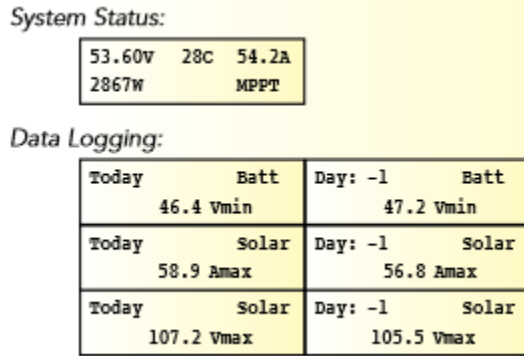 System Status:
53.60V 28C 54.2A
2867W MPPT
Data Logging:
Today Batt Day: -1 Batt
46.4 Vmin 47.2 Vmin
Today Solar Day: -1 Solar
58.9 Amax 56.8 Amax
Today Solar Day: -1 Solar
107.2 Vmax 105.5 Vmax